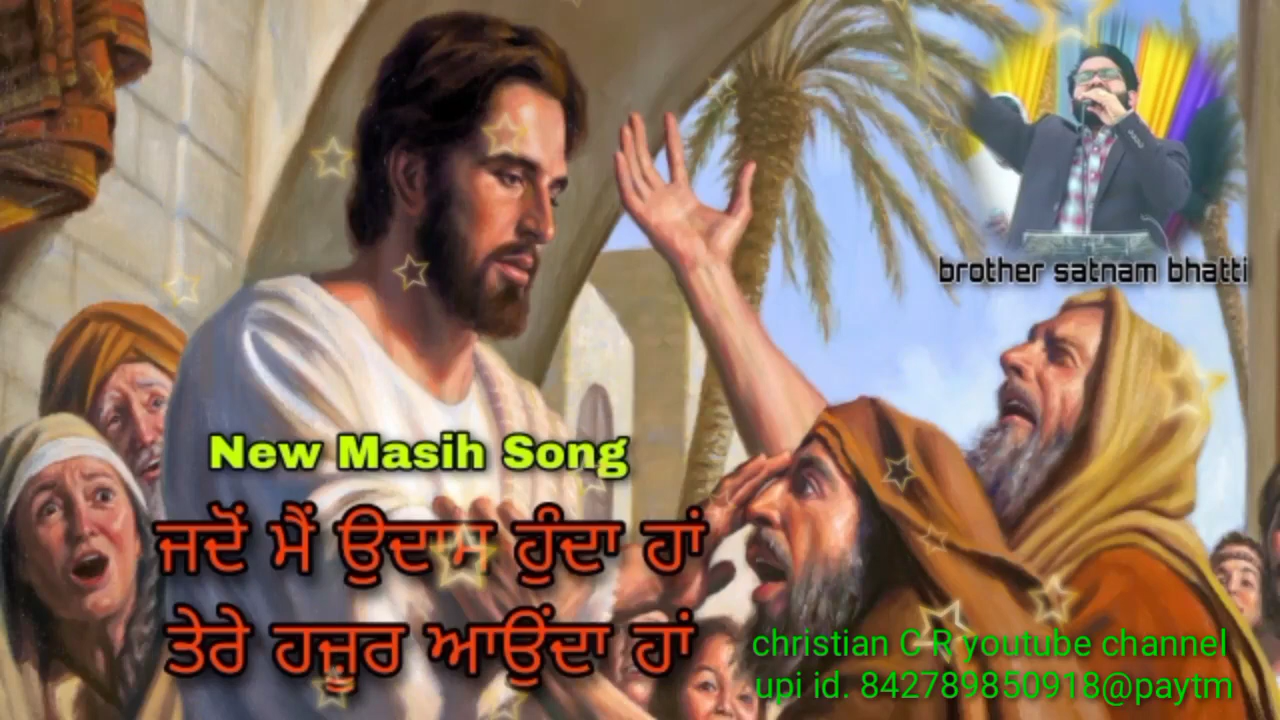 brother satnam bhatti
New Masih Song
ਜਦੋਂ ਮੈਂ ਉਦਾਸ ਹੁੰਦਾ ਹਾਂ
ਤੇਰੇ ਹਜ਼ੂਰ ਆਉਂਦਾ ਹਾਂ
christian C R youtube channel
upi id. 842789850918@paytm